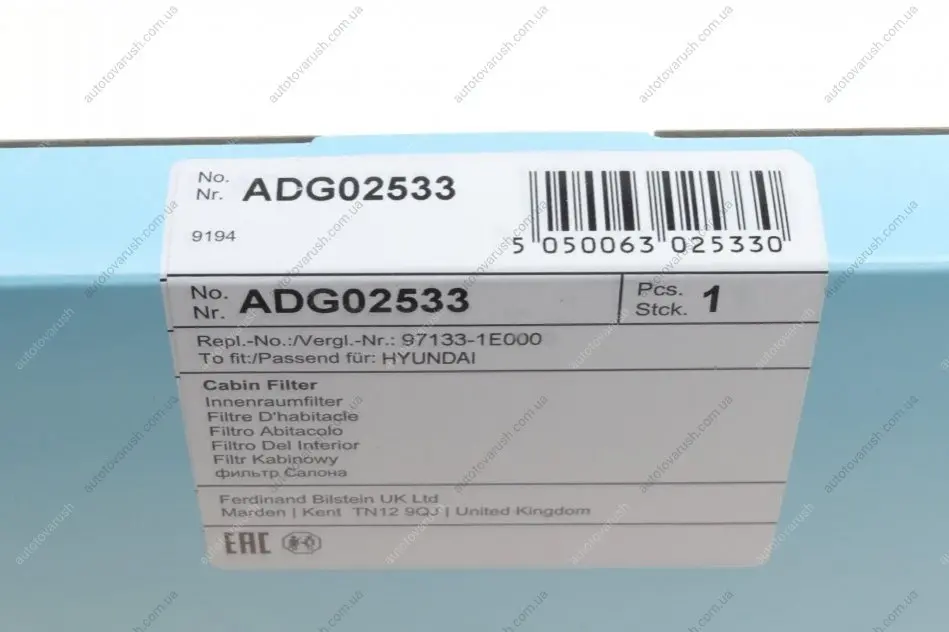 No.
Nr. ADG02533
9194
5 050063 025330
No.
Nr. ADG02533
Pcs.
Stck. 1
Repl.-No.:/Vergl.-Nr.: 97133-1E000
To fit:/Passend für: HYUNDAI
Cabin Filter
Innenraumfilter
Filtre D'habitacle
Filtro Abitacolo
Filtro Del Interior
Filtr Kabinowy
фильтр Салона
Ferdinand Bilstein UK Ltd
Marden | Kent TN12 9QJ | United Kingdom
EAC
autotovarush.com.ua